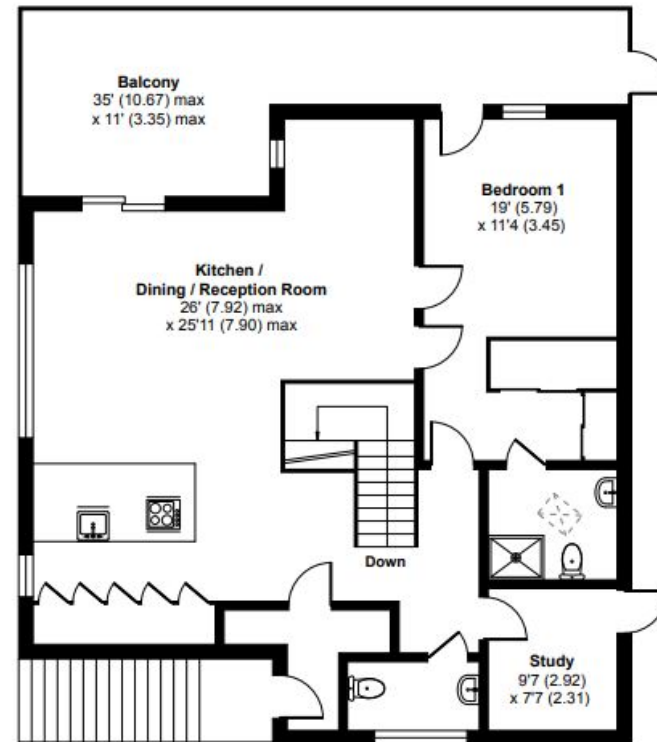 Balcony
35' (10.67) max
x 11' (3.35) max
Bedroom 1
19' (5.79)
x 11'4 (3.45)
Kitchen /
Dining / Reception Room
26' (7.92) max
x 25'11 (7.90) max
Down
Study
9'7 (2.92)
x 7'7 (2.31)